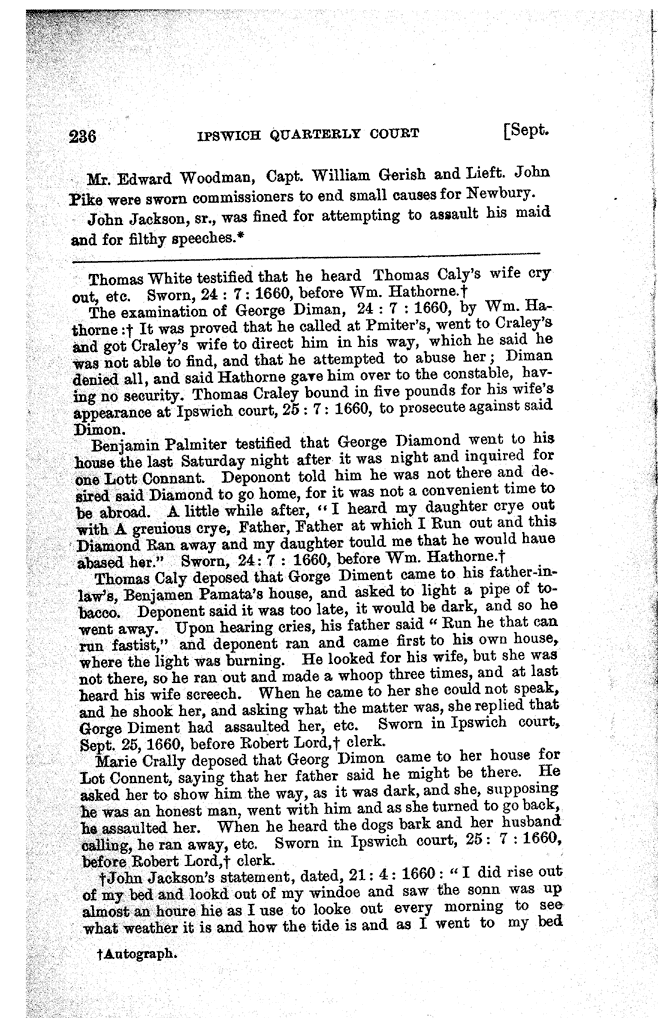 236 IPSWICH QUARTERLY COURT [Sept.
Mr. Edward Woodman, Capt. William Gerish and Lieft. John
Pike were sworn commissioners to end small causes for Newbury.
John Jackson, sr., was fined for attempting to assault his maid
and for filthy speeches.*
Thomas White testified that he heard Thomas Caly's wife cry
out, etc. Sworn, 24 : 7 : 1660, before Wm. Hathorne.†
The examination of George Diman, 24 : 7 : 1660, by Wm. Ha-
thorne :† It was proved that he called at Pmiter's, went to Craley's
and got Craley's wife to direct him in his way, which he said he
was not able to find, and that he attempted to abuse her; Diman
denied all, and said Hathorne gave him over to the constable, hav-
ing no security. Thomas Craley bound in five pounds for his wife's
appearance at Ipswich court, 25 : 7 : 1660, to prosecute against said
Dimon.
Benjamin Palmiter testified that George Diamond went to his
house the last Saturday night after it was night and inquired for
one Lott Connant. Deponont told him he was not there and de-
sired said Diamond to go home, for it was not a convenient time to
be abroad. A little while after, "I heard my daughter crye out
with A greuious crye, Father, Father at which I Run out and this
Diamond Ran away and my daughter tould me that he would haue
abased her." Sworn, 24: 7 : 1660, before Wm. Hathorne.†
Thomas Caly deposed that Gorge Diment came to his father-in-
law's, Benjamen Pamata's house, and asked to light a pipe of to-
bacco. Deponent said it was too late, it would be dark, and so he
went away. Upon hearing cries, his father said "Run he that can
run fastist," and deponent ran and came first to his own house,
where the light was burning. He looked for his wife, but she was
not there, so he ran out and made a whoop three times, and at last
heard his wife screech. When he came to her she could not speak,
and he shook her, and asking what the matter was, she replied that
Gorge Diment had assaulted her, etc. Sworn in Ipswich court,
Sept. 25, 1660, before Robert Lord,† clerk.
Marie Crally deposed that Georg Dimon came to her house for
Lot Connent, saying that her father said he might be there. He
asked her to show him the way, as it was dark, and she, supposing
he was an honest man, went with him and as she turned to go back,
he assaulted her. When he heard the dogs bark and her husband
calling, he ran away, etc. Sworn in Ipswich court, 25 : 7 : 1660,
before Robert Lord,† clerk.
†John Jackson's statement, dated, 21: 4: 1660: "I did rise out
of my bed and lookd out of my windoe and saw the sonn was up
almost an houre hie as I use to looke out every morning to see
what weather it is and how the tide is and as I went to my bed
†Autograph.